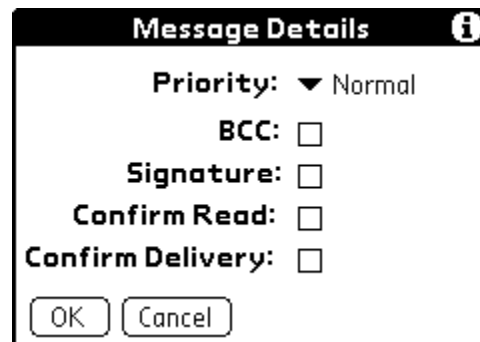 Message Details
Priority: Normal
BCC:
Signature:
Confirm Read:
Confirm Delivery:
OK Cancel